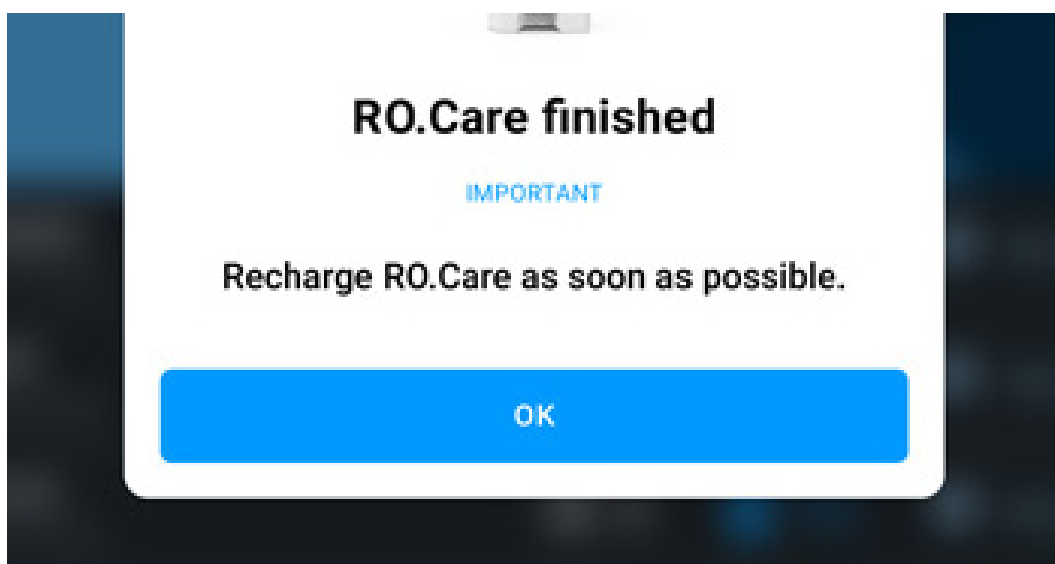 RO.Care finished
IMPORTANT
Recharge RO.Care as soon as possible.
OK